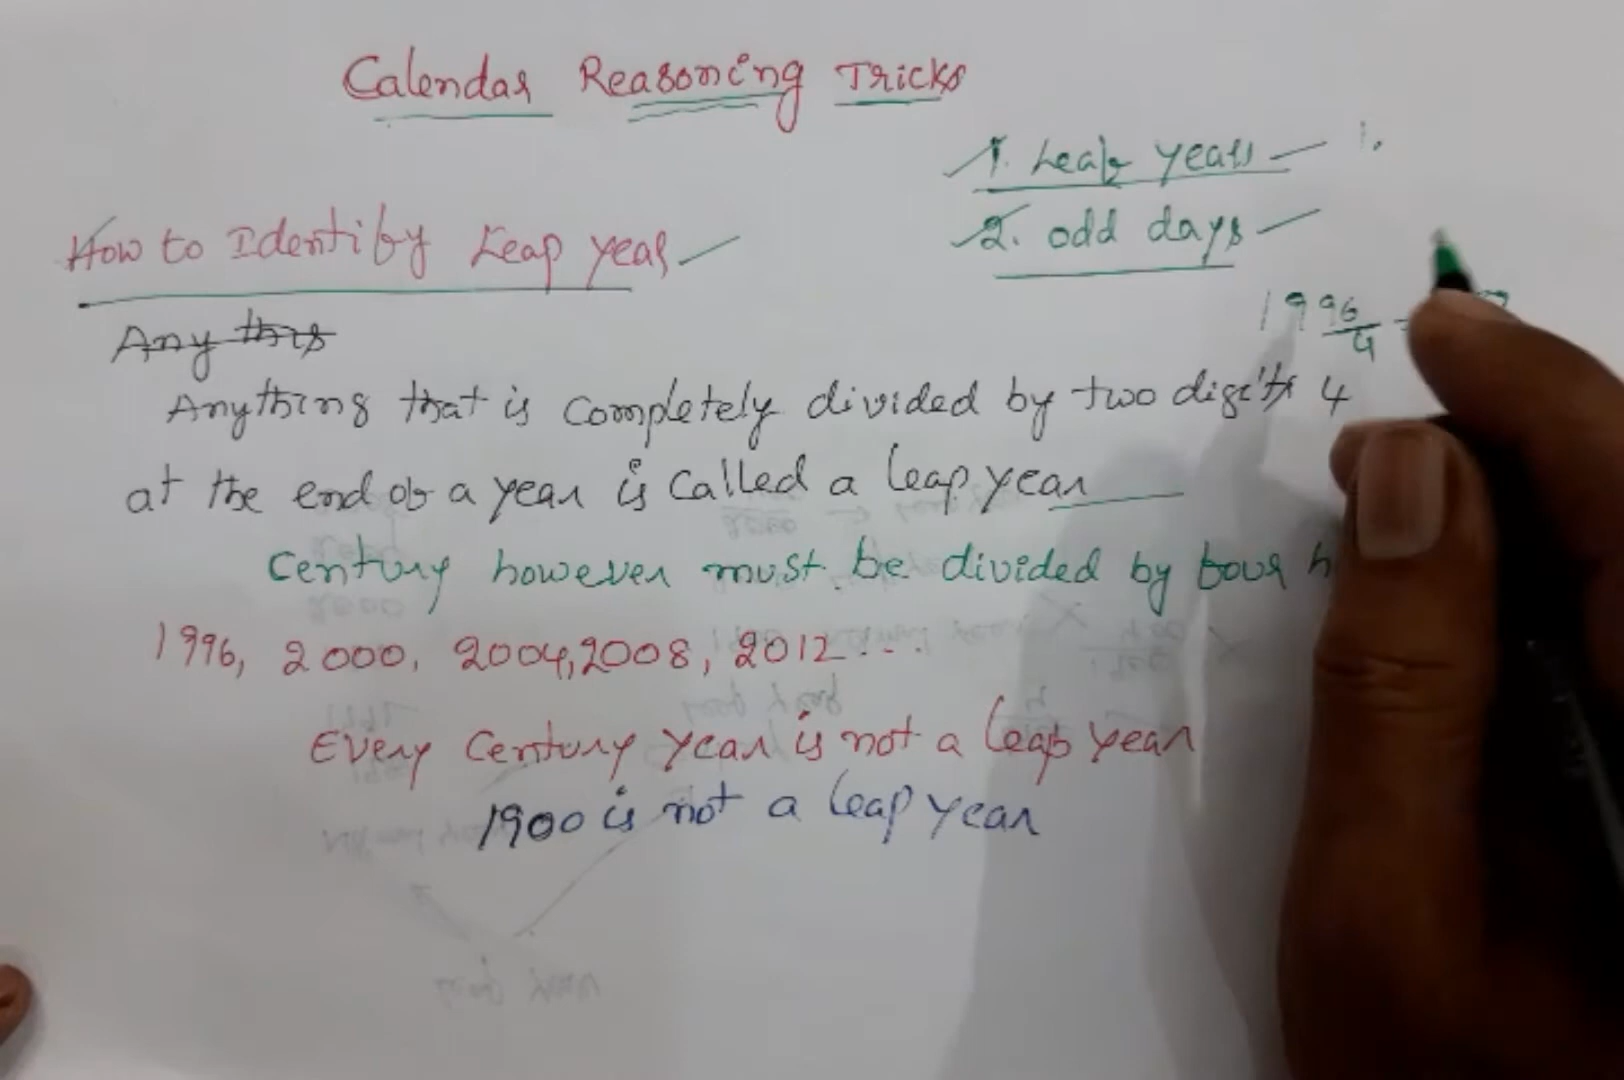 Calendar Reasoning Tricks
1. Leap years
2. odd days
How to Identify Leap year
1996
4
Any this
Anything that is completely divided by two digits 4
at the end of a year is called a leap year
Century however must be divided by four h
1996, 2000, 2004, 2008, 2012...
Every Century year is not a leap year
1900 is not a leap year